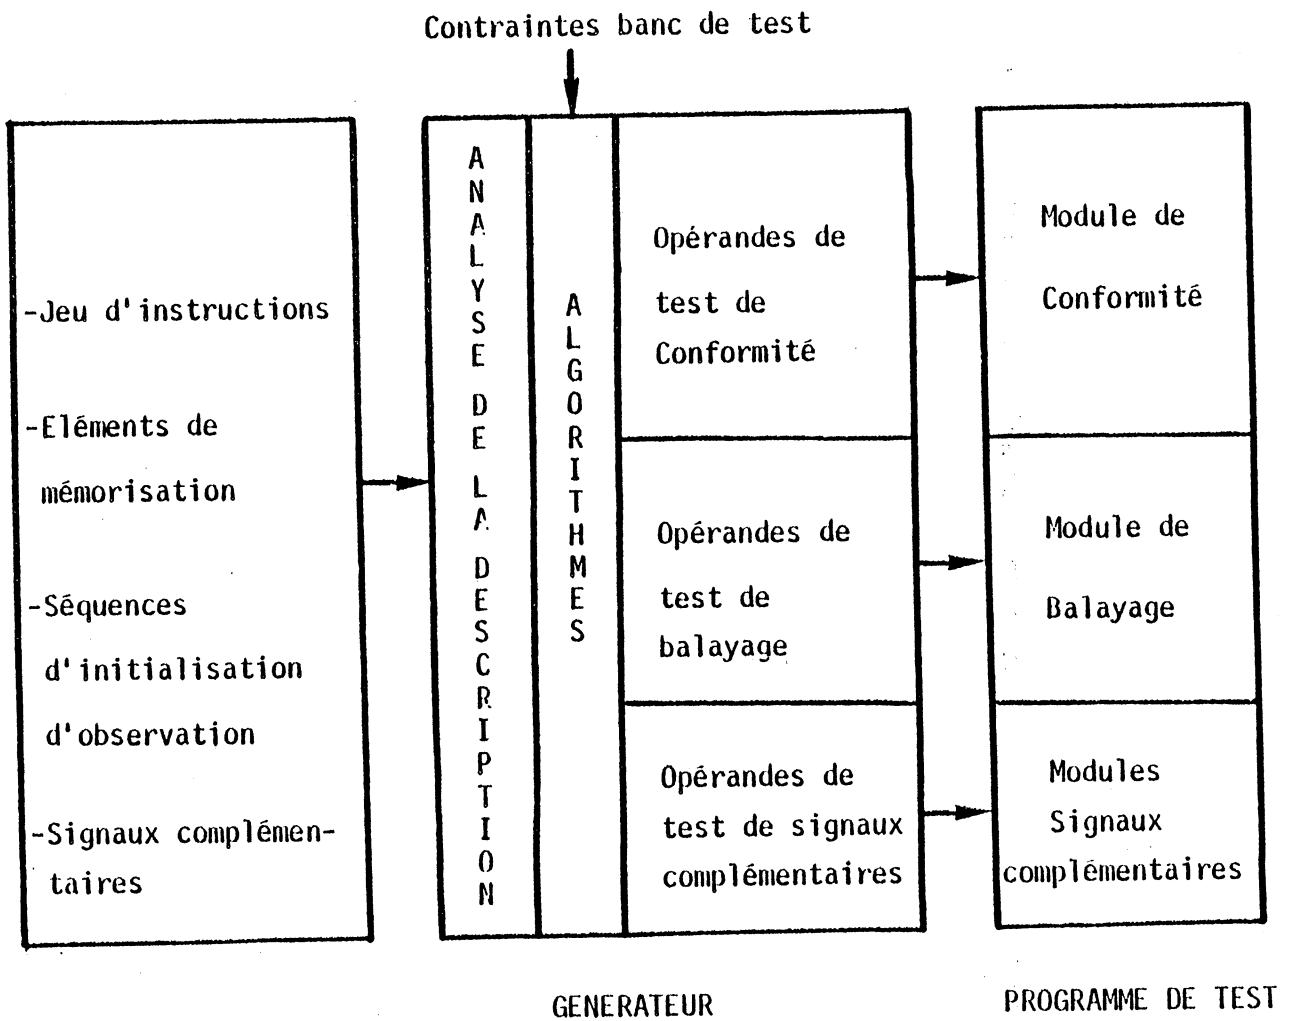 Contraintes banc de test
-Jeu d'instructions
-Eléments de
mémorisation
-Séquences
d'initialisation
d'observation
-Signaux complémen-
taires
ANALYSE DE LA DESCRIPTION
ALGORITHMES
Opérandes de
test de
Conformité
Opérandes de
test de
balayage
Opérandes de
test de signaux
complémentaires
Module de
Conformité
Module de
Balayage
Modules
Signaux
complémentaires
GENERATEUR
PROGRAMME DE TEST